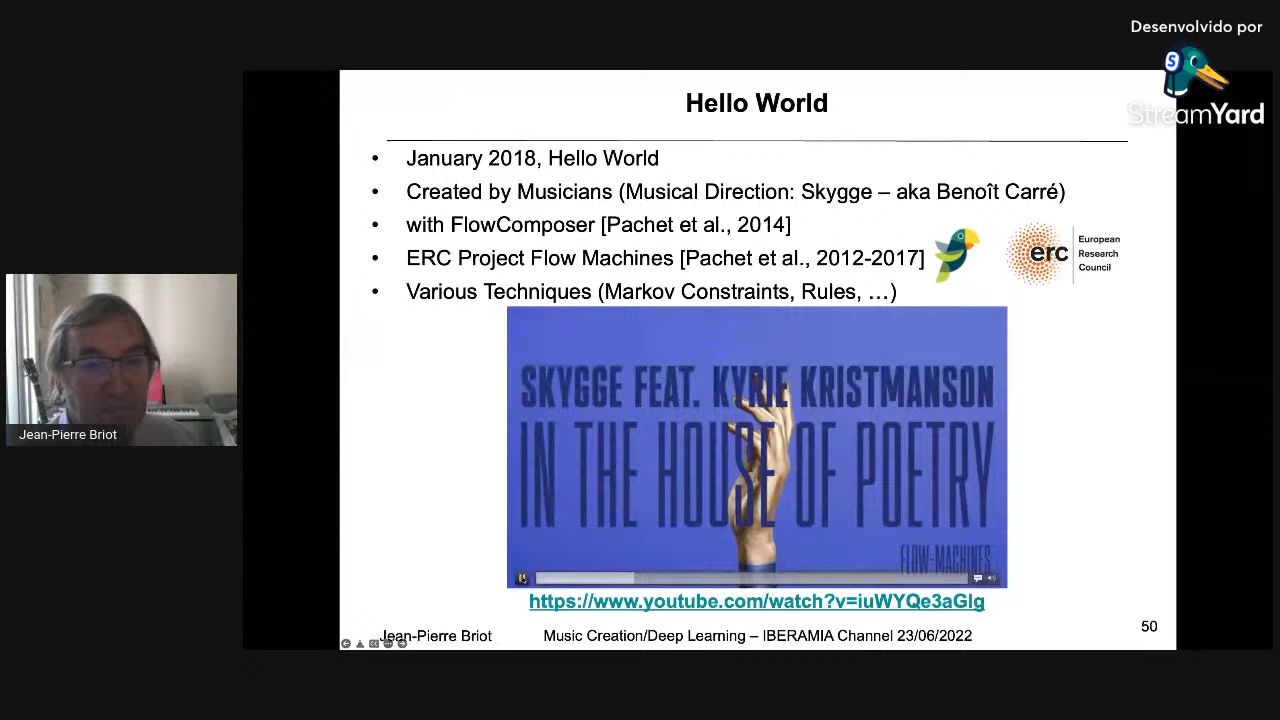 Desenvolvido por
StreamYard
Hello World
• January 2018, Hello World
• Created by Musicians (Musical Direction: Skygge – aka Benoît Carré)
• with FlowComposer [Pachet et al., 2014]
• ERC Project Flow Machines [Pachet et al., 2012-2017]
• Various Techniques (Markov Constraints, Rules, …)
erc
European
Research
Council
SKYGGE FEAT. KYRIE KRISTMANSON
IN THE HOUSE OF POETRY
FLOW-MACHINES
https://www.youtube.com/watch?v=iuWYQe3aGlg
Jean-Pierre Briot
Jean-Pierre Briot Music Creation/Deep Learning – IBERAMIA Channel 23/06/2022 50